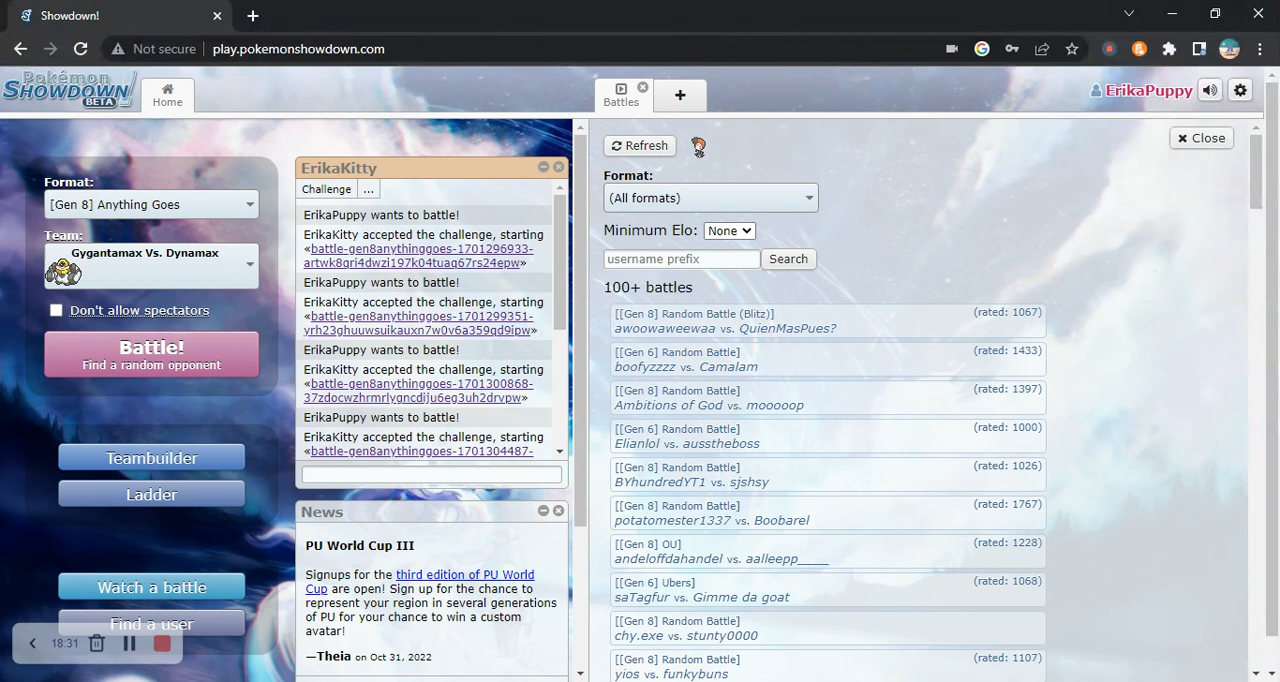 Showdown!
Not secure
play.pokemonshowdown.com
Pokémon
SHOWDOWN
BETA
Home
Battles
ErikaPuppy
Format:
[Gen 8] Anything Goes
Team:
Gygantamax Vs. Dynamax
Don't allow spectators
Battle!
Find a random opponent
Teambuilder
Ladder
Watch a battle
Find a user
18:31
ErikaKitty
Challenge
...
ErikaPuppy wants to battle!
ErikaKitty accepted the challenge, starting
«battle-gen8anythinggoes-1701296933-
artwk8qri4dwzi197k04tuaq67rs24epw»
ErikaPuppy wants to battle!
ErikaKitty accepted the challenge, starting
«battle-gen8anythinggoes-1701299351-
yrh23ghuuwsuikauxn7w0v6a359qd9ipw»
ErikaPuppy wants to battle!
ErikaKitty accepted the challenge, starting
«battle-gen8anythinggoes-1701300868-
37zdocwzhrmrlygncdiju6eg3uh2drvpw»
ErikaPuppy wants to battle!
ErikaKitty accepted the challenge, starting
«battle-gen8anythinggoes-1701304487-
News
PU World Cup III
Signups for the third edition of PU World
Cup are open! Sign up for the chance to
represent your region in several generations
of PU for your chance to win a custom
avatar!
—Theia on Oct 31, 2022
Refresh
Close
Format:
(All formats)
Minimum Elo: None
username prefix
Search
100+ battles
[[Gen 8] Random Battle (Blitz)] (rated: 1067)
awoowaweewaa vs. QuienMasPues?
[[Gen 6] Random Battle] (rated: 1433)
boofyzzzz vs. Camalam
[[Gen 8] Random Battle] (rated: 1397)
Ambitions of God vs. mooooop
[[Gen 6] Random Battle] (rated: 1000)
Elianlol vs. ausstheboss
[[Gen 8] Random Battle] (rated: 1026)
BYhundredYT1 vs. sjshsy
[[Gen 8] Random Battle] (rated: 1767)
potatomester1337 vs. Boobarel
[[Gen 8] OU] (rated: 1228)
andeloffdahandel vs. aalleepp____
[[Gen 6] Ubers] (rated: 1068)
saTagfur vs. Gimme da goat
[[Gen 8] Random Battle]
chy.exe vs. stunty0000
[[Gen 8] Random Battle] (rated: 1107)
yios vs. funkybuns